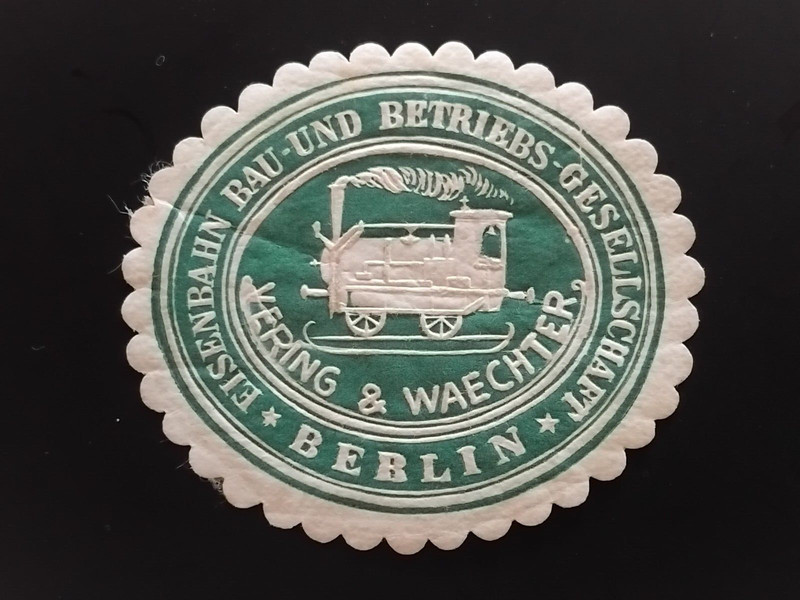 EISENBAHN BAU-UND BETRIEBS-GESELLSCHAFT
VERING & WAECHTER,
BERLIN